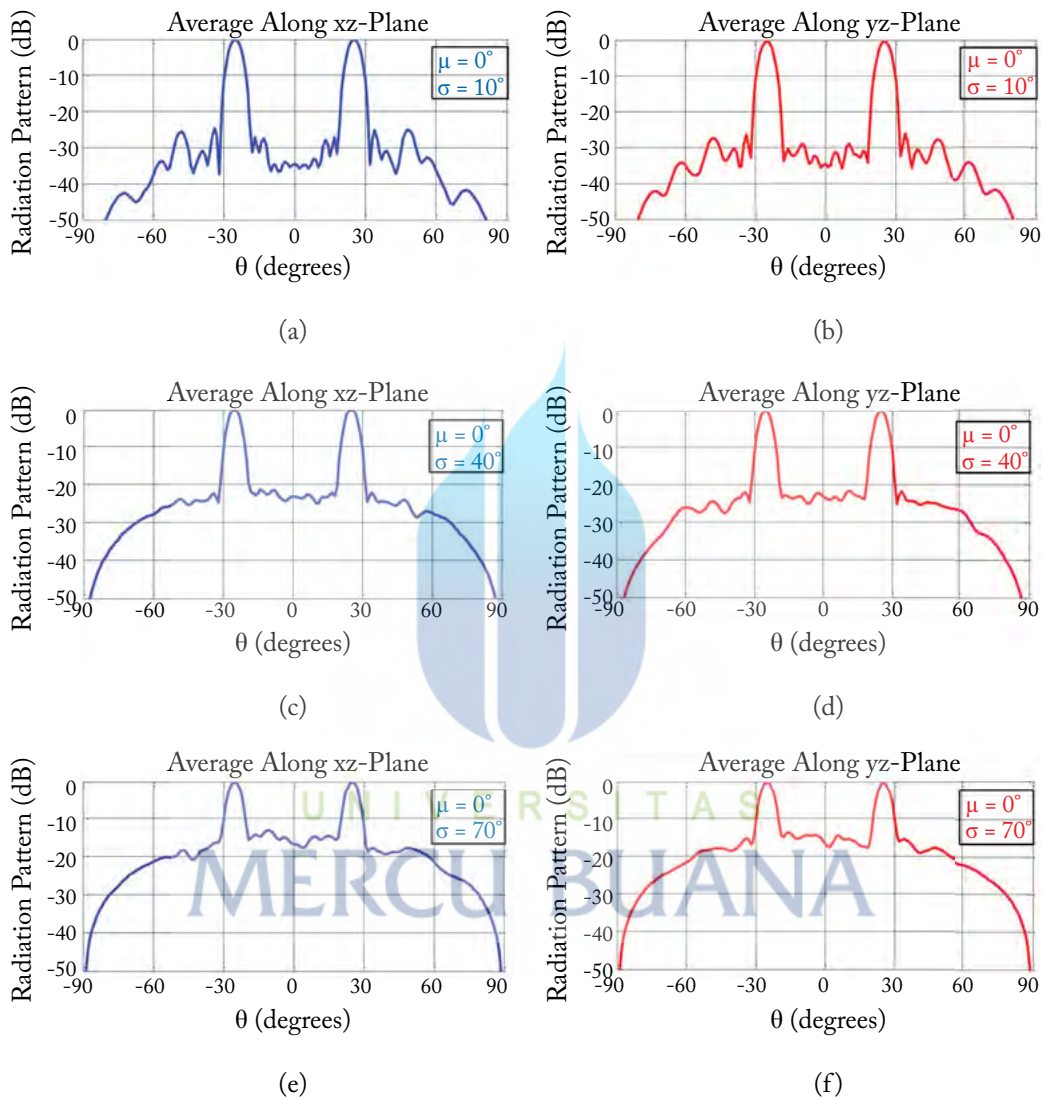 Average Along xz-Plane
Radiation Pattern (dB)
0
-10
-20
-30
-40
-50
μ = 0°
σ = 10°
-90 -60 -30 0 30 60 90
θ (degrees)
(a)
Average Along yz-Plane
Radiation Pattern (dB)
0
-10
-20
-30
-40
-50
μ = 0°
σ = 10°
-90 -60 -30 0 30 60 90
θ (degrees)
(b)
Average Along xz-Plane
Radiation Pattern (dB)
0
-10
-20
-30
-40
-50
μ = 0°
σ = 40°
-90 -60 -30 0 30 60 90
θ (degrees)
(c)
Average Along yz-Plane
Radiation Pattern (dB)
0
-10
-20
-30
-40
-50
μ = 0°
σ = 40°
-90 -60 -30 0 30 60 90
θ (degrees)
(d)
Average Along xz-Plane
Radiation Pattern (dB)
0
-10
-20
-30
-40
-50
μ = 0°
σ = 70°
-90 -60 -30 0 30 60 90
θ (degrees)
(e)
Average Along yz-Plane
Radiation Pattern (dB)
0
-10
-20
-30
-40
-50
μ = 0°
σ = 70°
-90 -60 -30 0 30 60 90
θ (degrees)
(f)
UNIVERSITAS
MERCU BUANA